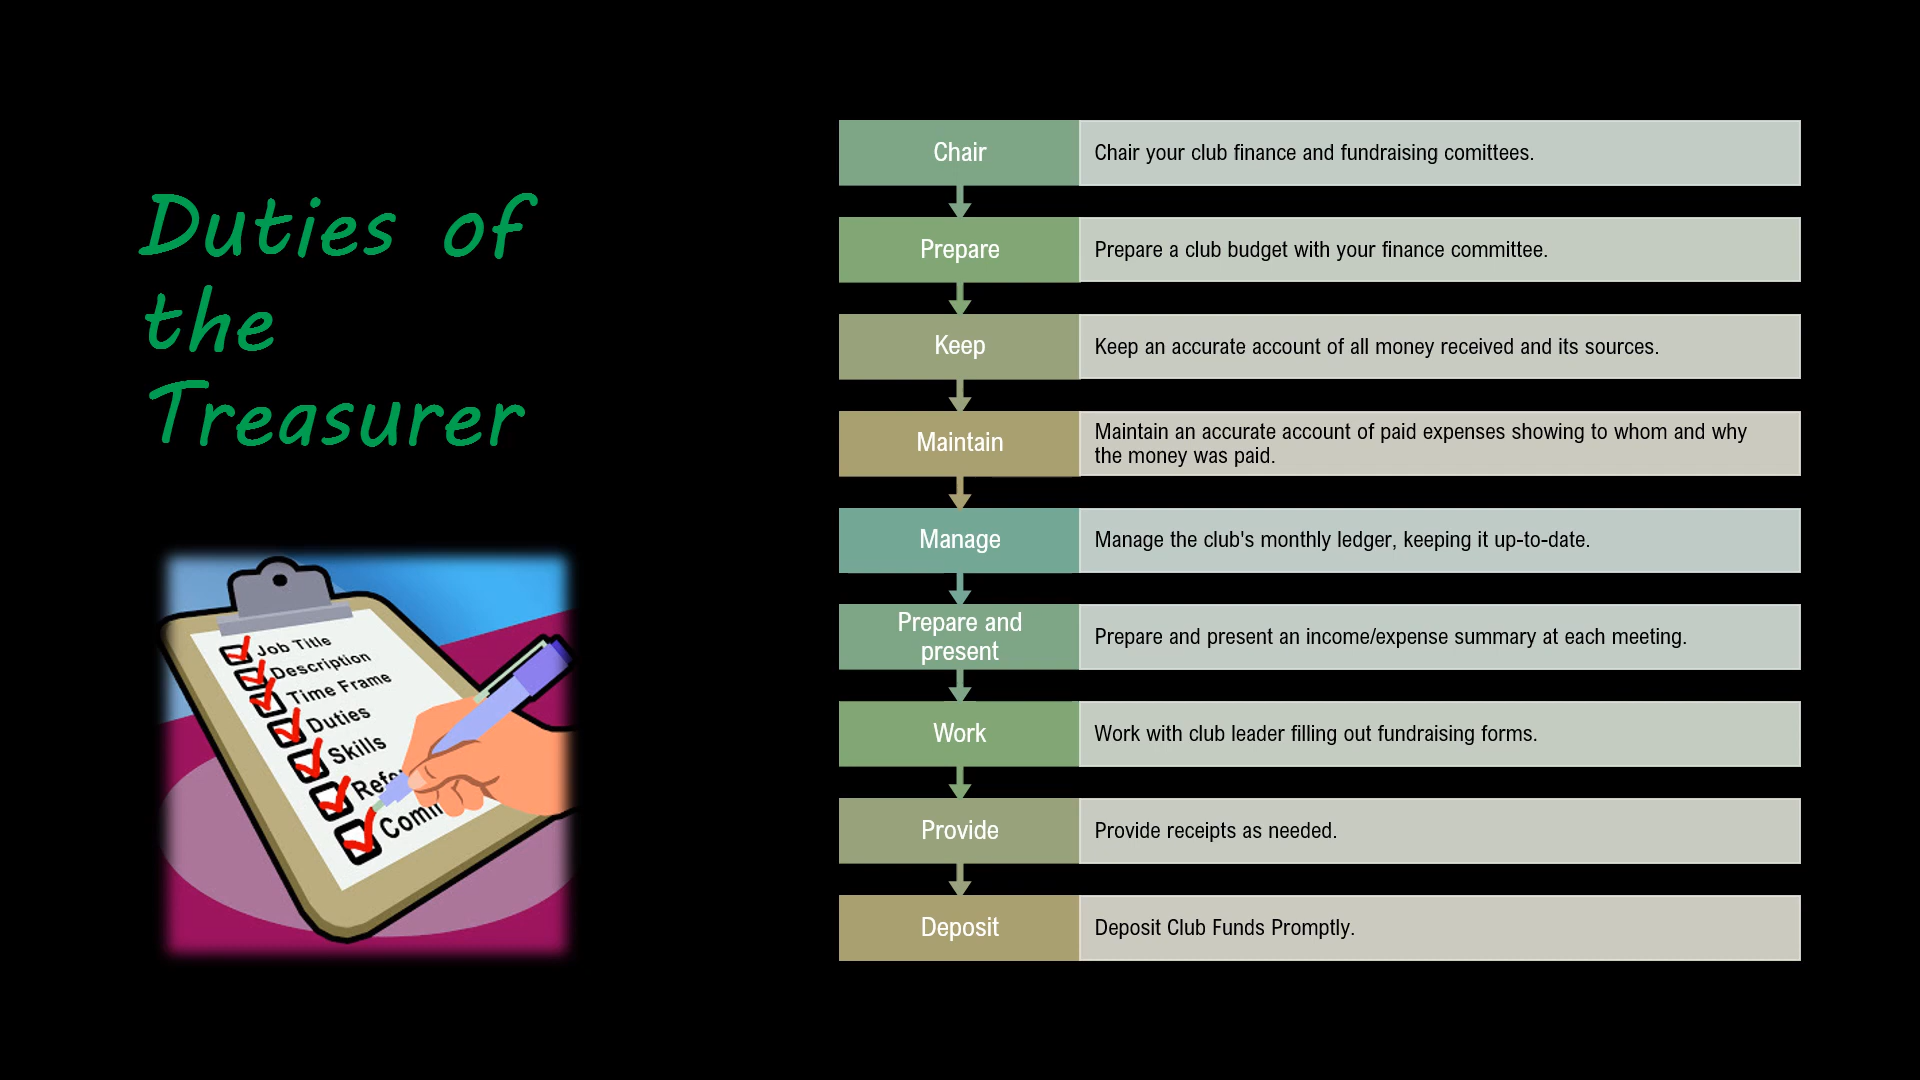 Duties of
the
Treasurer
Job Title
Description
Time Frame
Duties
Skills
Chair
Chair your club finance and fundraising comittees.
Prepare
Prepare a club budget with your finance committee.
Keep
Keep an accurate account of all money received and its sources.
Maintain
Maintain an accurate account of paid expenses showing to whom and why
the money was paid.
Manage
Manage the club's monthly ledger, keeping it up-to-date.
Prepare and
present
Prepare and present an income/expense summary at each meeting.
Work
Work with club leader filling out fundraising forms.
Provide
Provide receipts as needed.
Deposit
Deposit Club Funds Promptly.